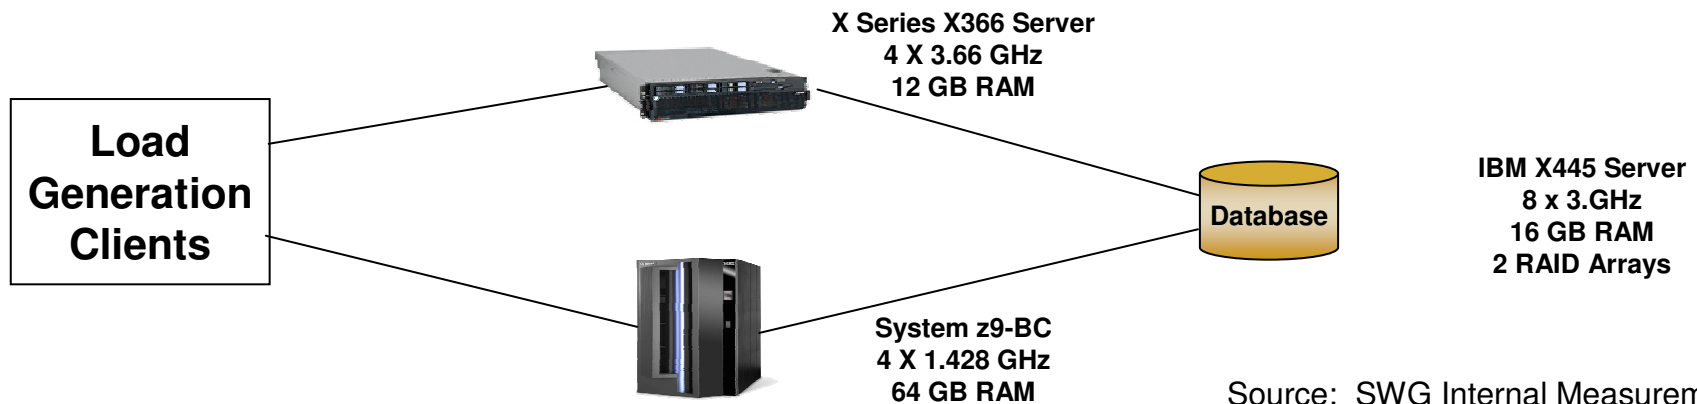 X Series X366 Server
4 X 3.66 GHz
12 GB RAM
Load
Generation
Clients
Database
IBM X445 Server
8 x 3.GHz
16 GB RAM
2 RAID Arrays
System z9-BC
4 X 1.428 GHz
64 GB RAM
Source: SWG Internal